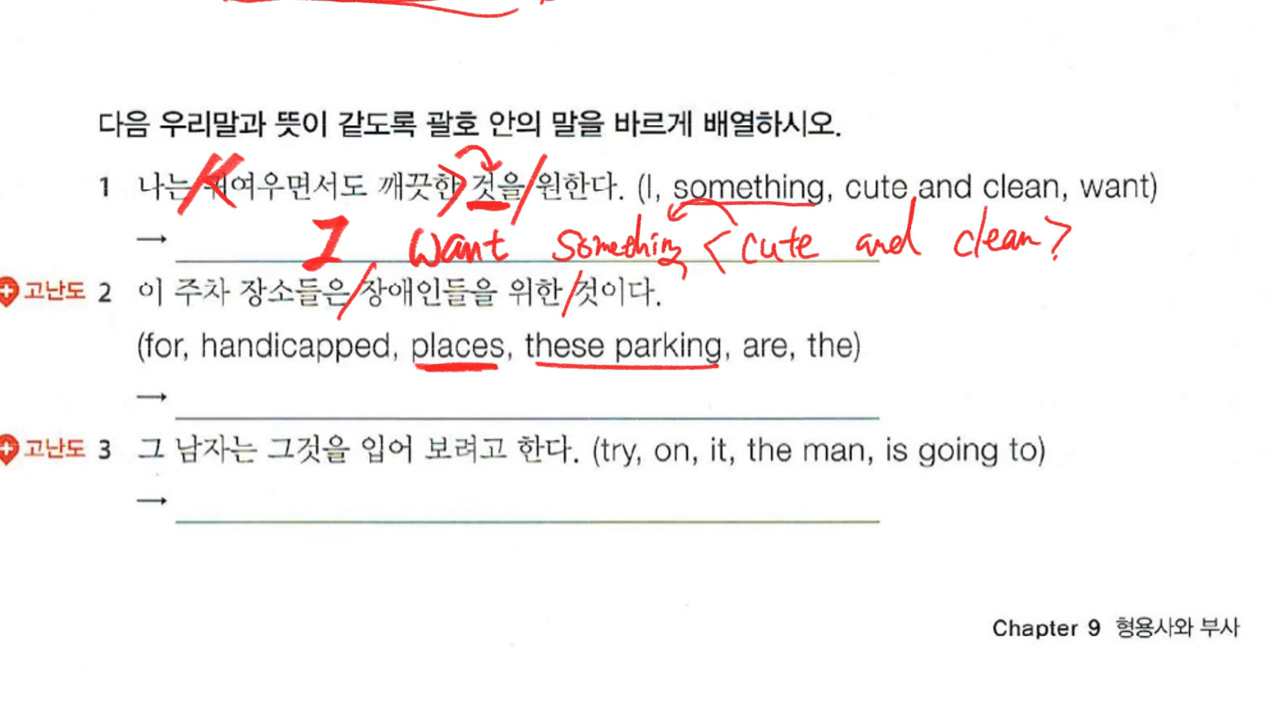 다음 우리말과 뜻이 같도록 괄호 안의 말을 바르게 배열하시오.
1 나는 귀여우면서도 깨끗한 것을 원한다. (I, something, cute and clean, want)
→ I want something < cute and clean >
고난도 2 이 주차 장소들은 / 장애인들을 위한 / 것이다.
(for, handicapped, places, these parking, are, the)
→
고난도 3 그 남자는 그것을 입어 보려고 한다. (try, on, it, the man, is going to)
→
Chapter 9 형용사와 부사